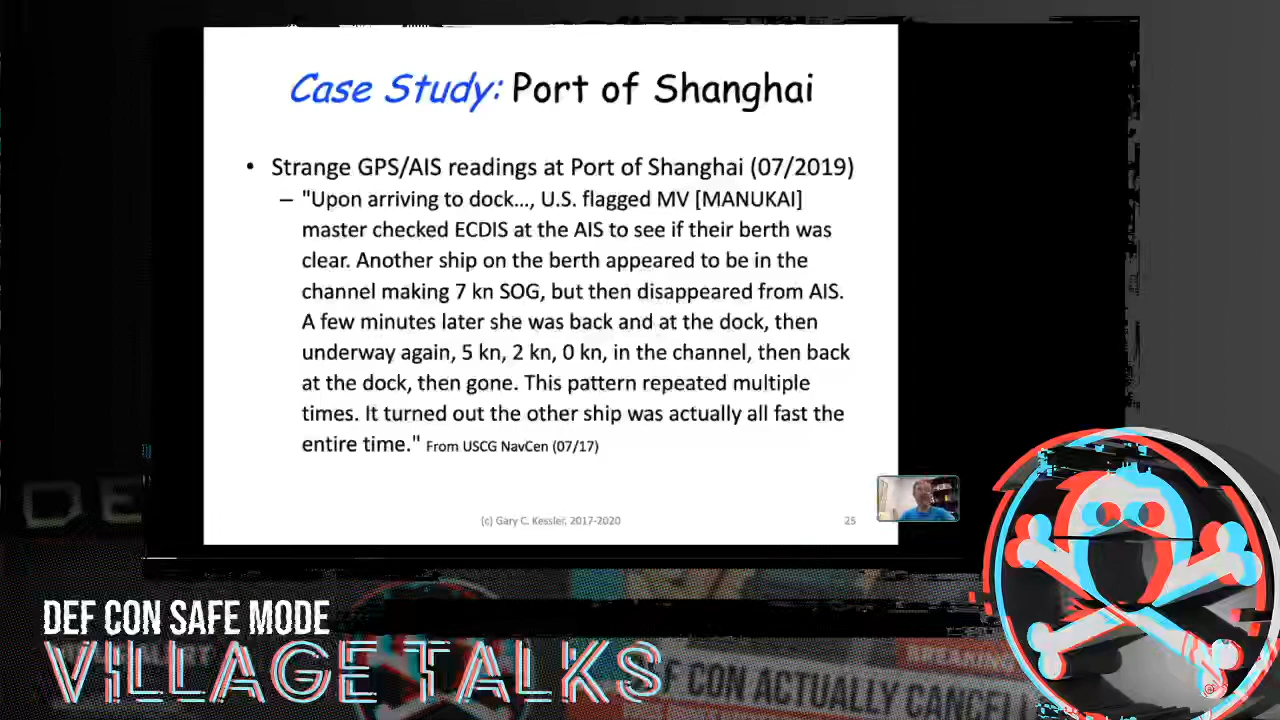 Case Study: Port of Shanghai
• Strange GPS/AIS readings at Port of Shanghai (07/2019)
– "Upon arriving to dock…, U.S. flagged MV [MANUKAI]
master checked ECDIS at the AIS to see if their berth was
clear. Another ship on the berth appeared to be in the
channel making 7 kn SOG, but then disappeared from AIS.
A few minutes later she was back and at the dock, then
underway again, 5 kn, 2 kn, 0 kn, in the channel, then back
at the dock, then gone. This pattern repeated multiple
times. It turned out the other ship was actually all fast the
entire time." From USCG NavCen (07/17)
(c) Gary C. Kessler, 2017-2020
25
DE
DEF CON SAFE MODE
VILLAGE TALKS
F CON ACTUALLY CANCEL